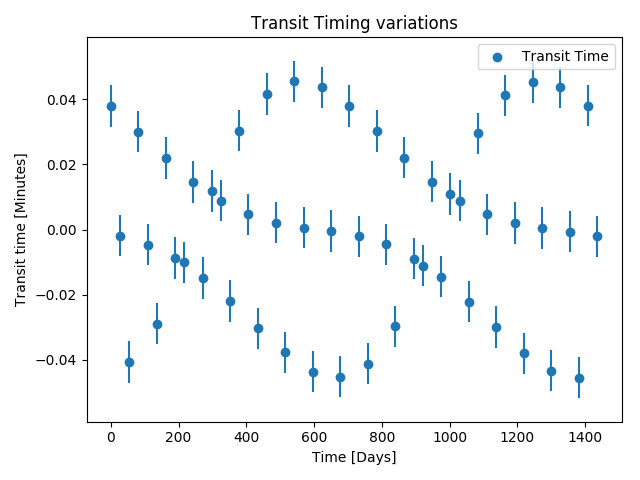 Transit Timing variations
Transit Time
0.04
0.02
0.00
−0.02
−0.04
Transit time [Minutes]
0 200 400 600 800 1000 1200 1400
Time [Days]